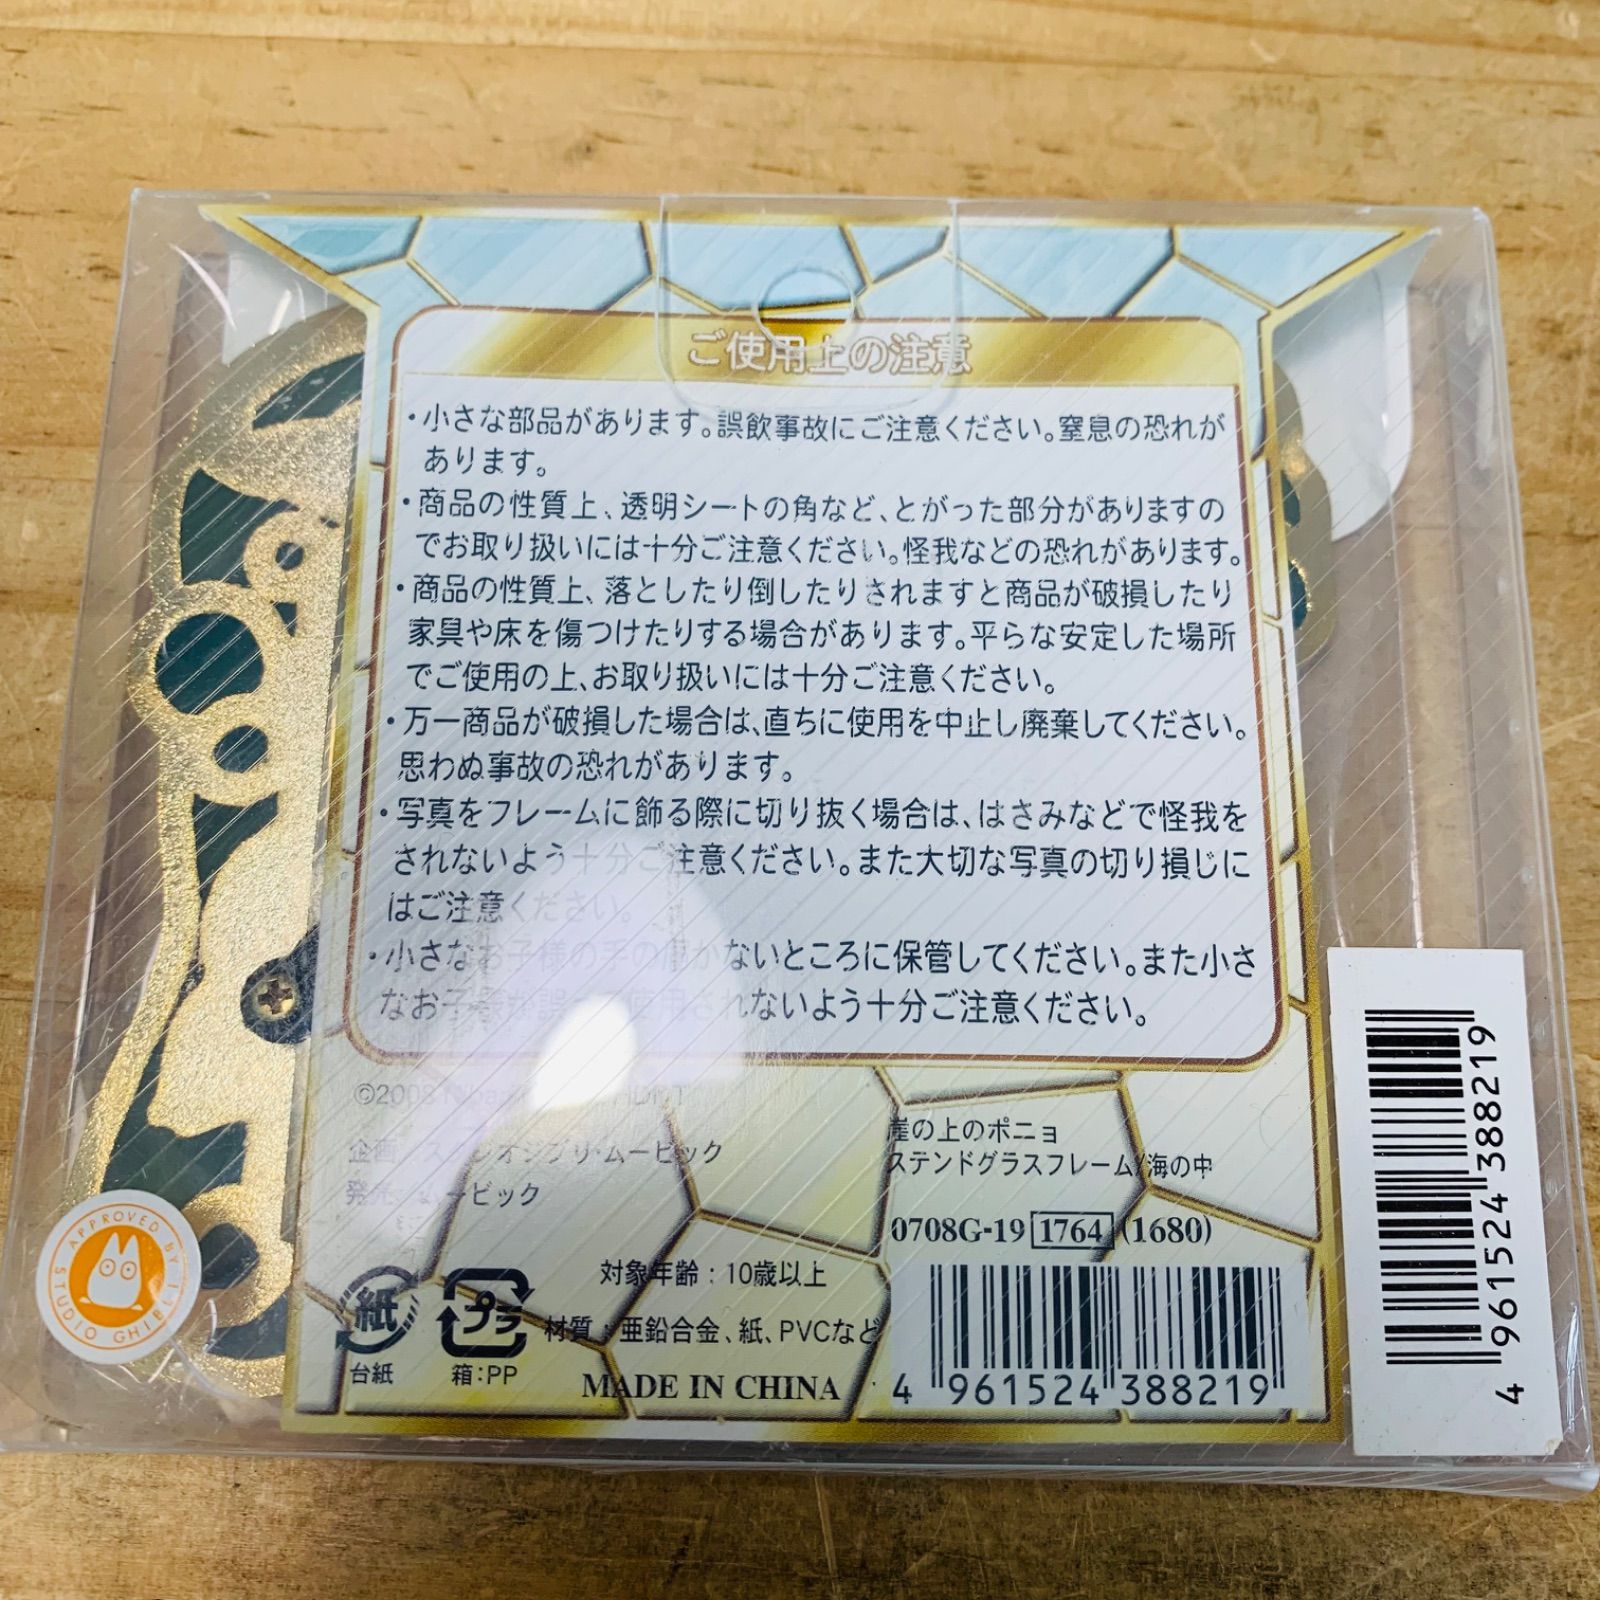 ご使用上の注意
・小さな部品があります。誤飲事故にご注意ください。窒息の恐れが
あります。
・商品の性質上、透明シートの角など、とがった部分がありますの
でお取り扱いには十分ご注意ください。怪我などの恐れがあります。
・商品の性質上、落としたり倒したりされますと商品が破損したり
家具や床を傷つけたりする場合があります。平らな安定した場所
でご使用の上、お取り扱いには十分ご注意ください。
・万一商品が破損した場合は、直ちに使用を中止し廃棄してください。
思わぬ事故の恐れがあります。
・写真をフレームに飾る際に切り抜く場合は、はさみなどで怪我を
されないよう十分ご注意ください。また大切な写真の切り損じに
はご注意ください。
・小さなお子様の手の届かないところに保管してください。また小さ
なお子様が誤ってご使用されないよう十分ご注意ください。
©2008
企画 スタジオジブリ・ムービック
発売 ムービック
崖の上のポニョ
ステンドグラスフレーム/海の中
0708G-19 1764 (1680)
対象年齢：10歳以上
材質：亜鉛合金、紙、PVCなど
MADE IN CHINA
紙
台紙
プラ
箱：PP
4 961524 388219
4 961524 388219
APPROVED BY
STUDIO GHIBLI